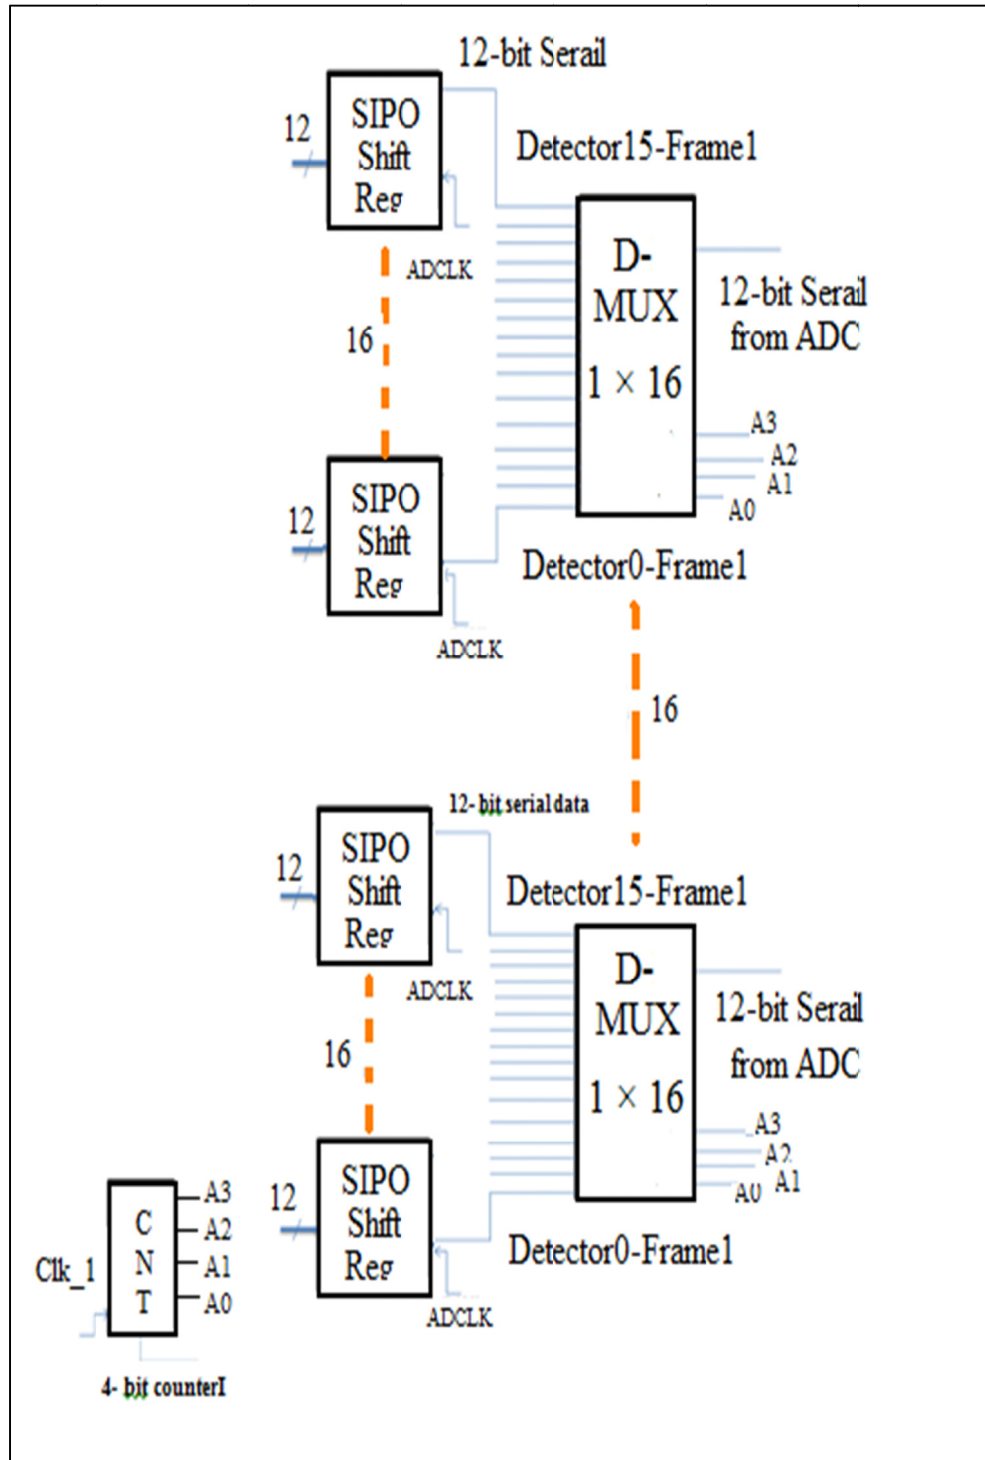 12-bit Serail
SIPO
Shift
Reg
12
ADCLK
Detector15-Frame1
D-
MUX
1 × 16
12-bit Serail
from ADC
A3
A2
A1
A0
16
SIPO
Shift
Reg
12
ADCLK
Detector0-Frame1
16
12- bit serial data
SIPO
Shift
Reg
12
ADCLK
Detector15-Frame1
D-
MUX
1 × 16
12-bit Serail
from ADC
A3
A2
A1
A0
16
SIPO
Shift
Reg
12
ADCLK
Detector0-Frame1
C
N
T
A3
A2
A1
A0
Clk_1
4- bit counterI